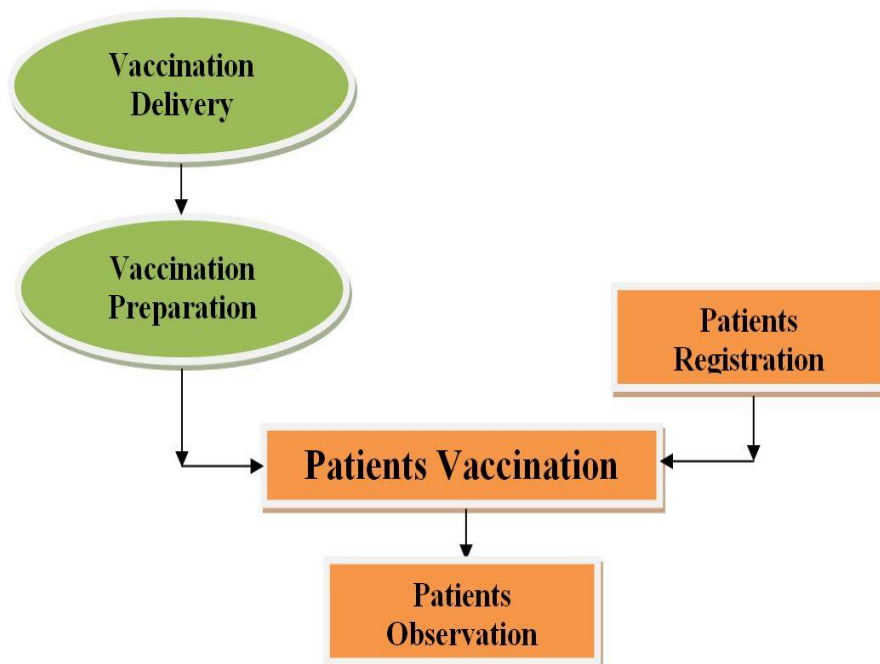 Vaccination
Delivery
Vaccination
Preparation
Patients
Registration
Patients Vaccination
Patients
Observation